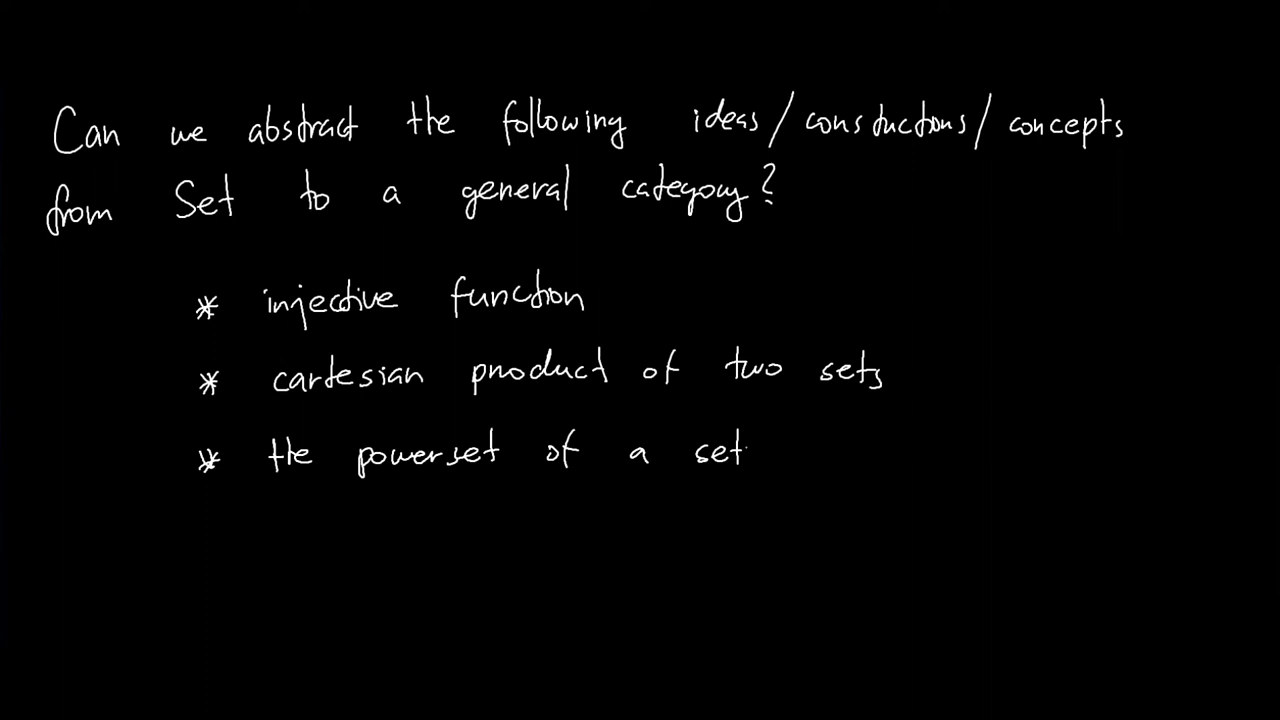 Can we abstract the following ideas/constuctions/concepts
from Set to a general category?
* injective function
* cartesian product of two sets
* the powerset of a set